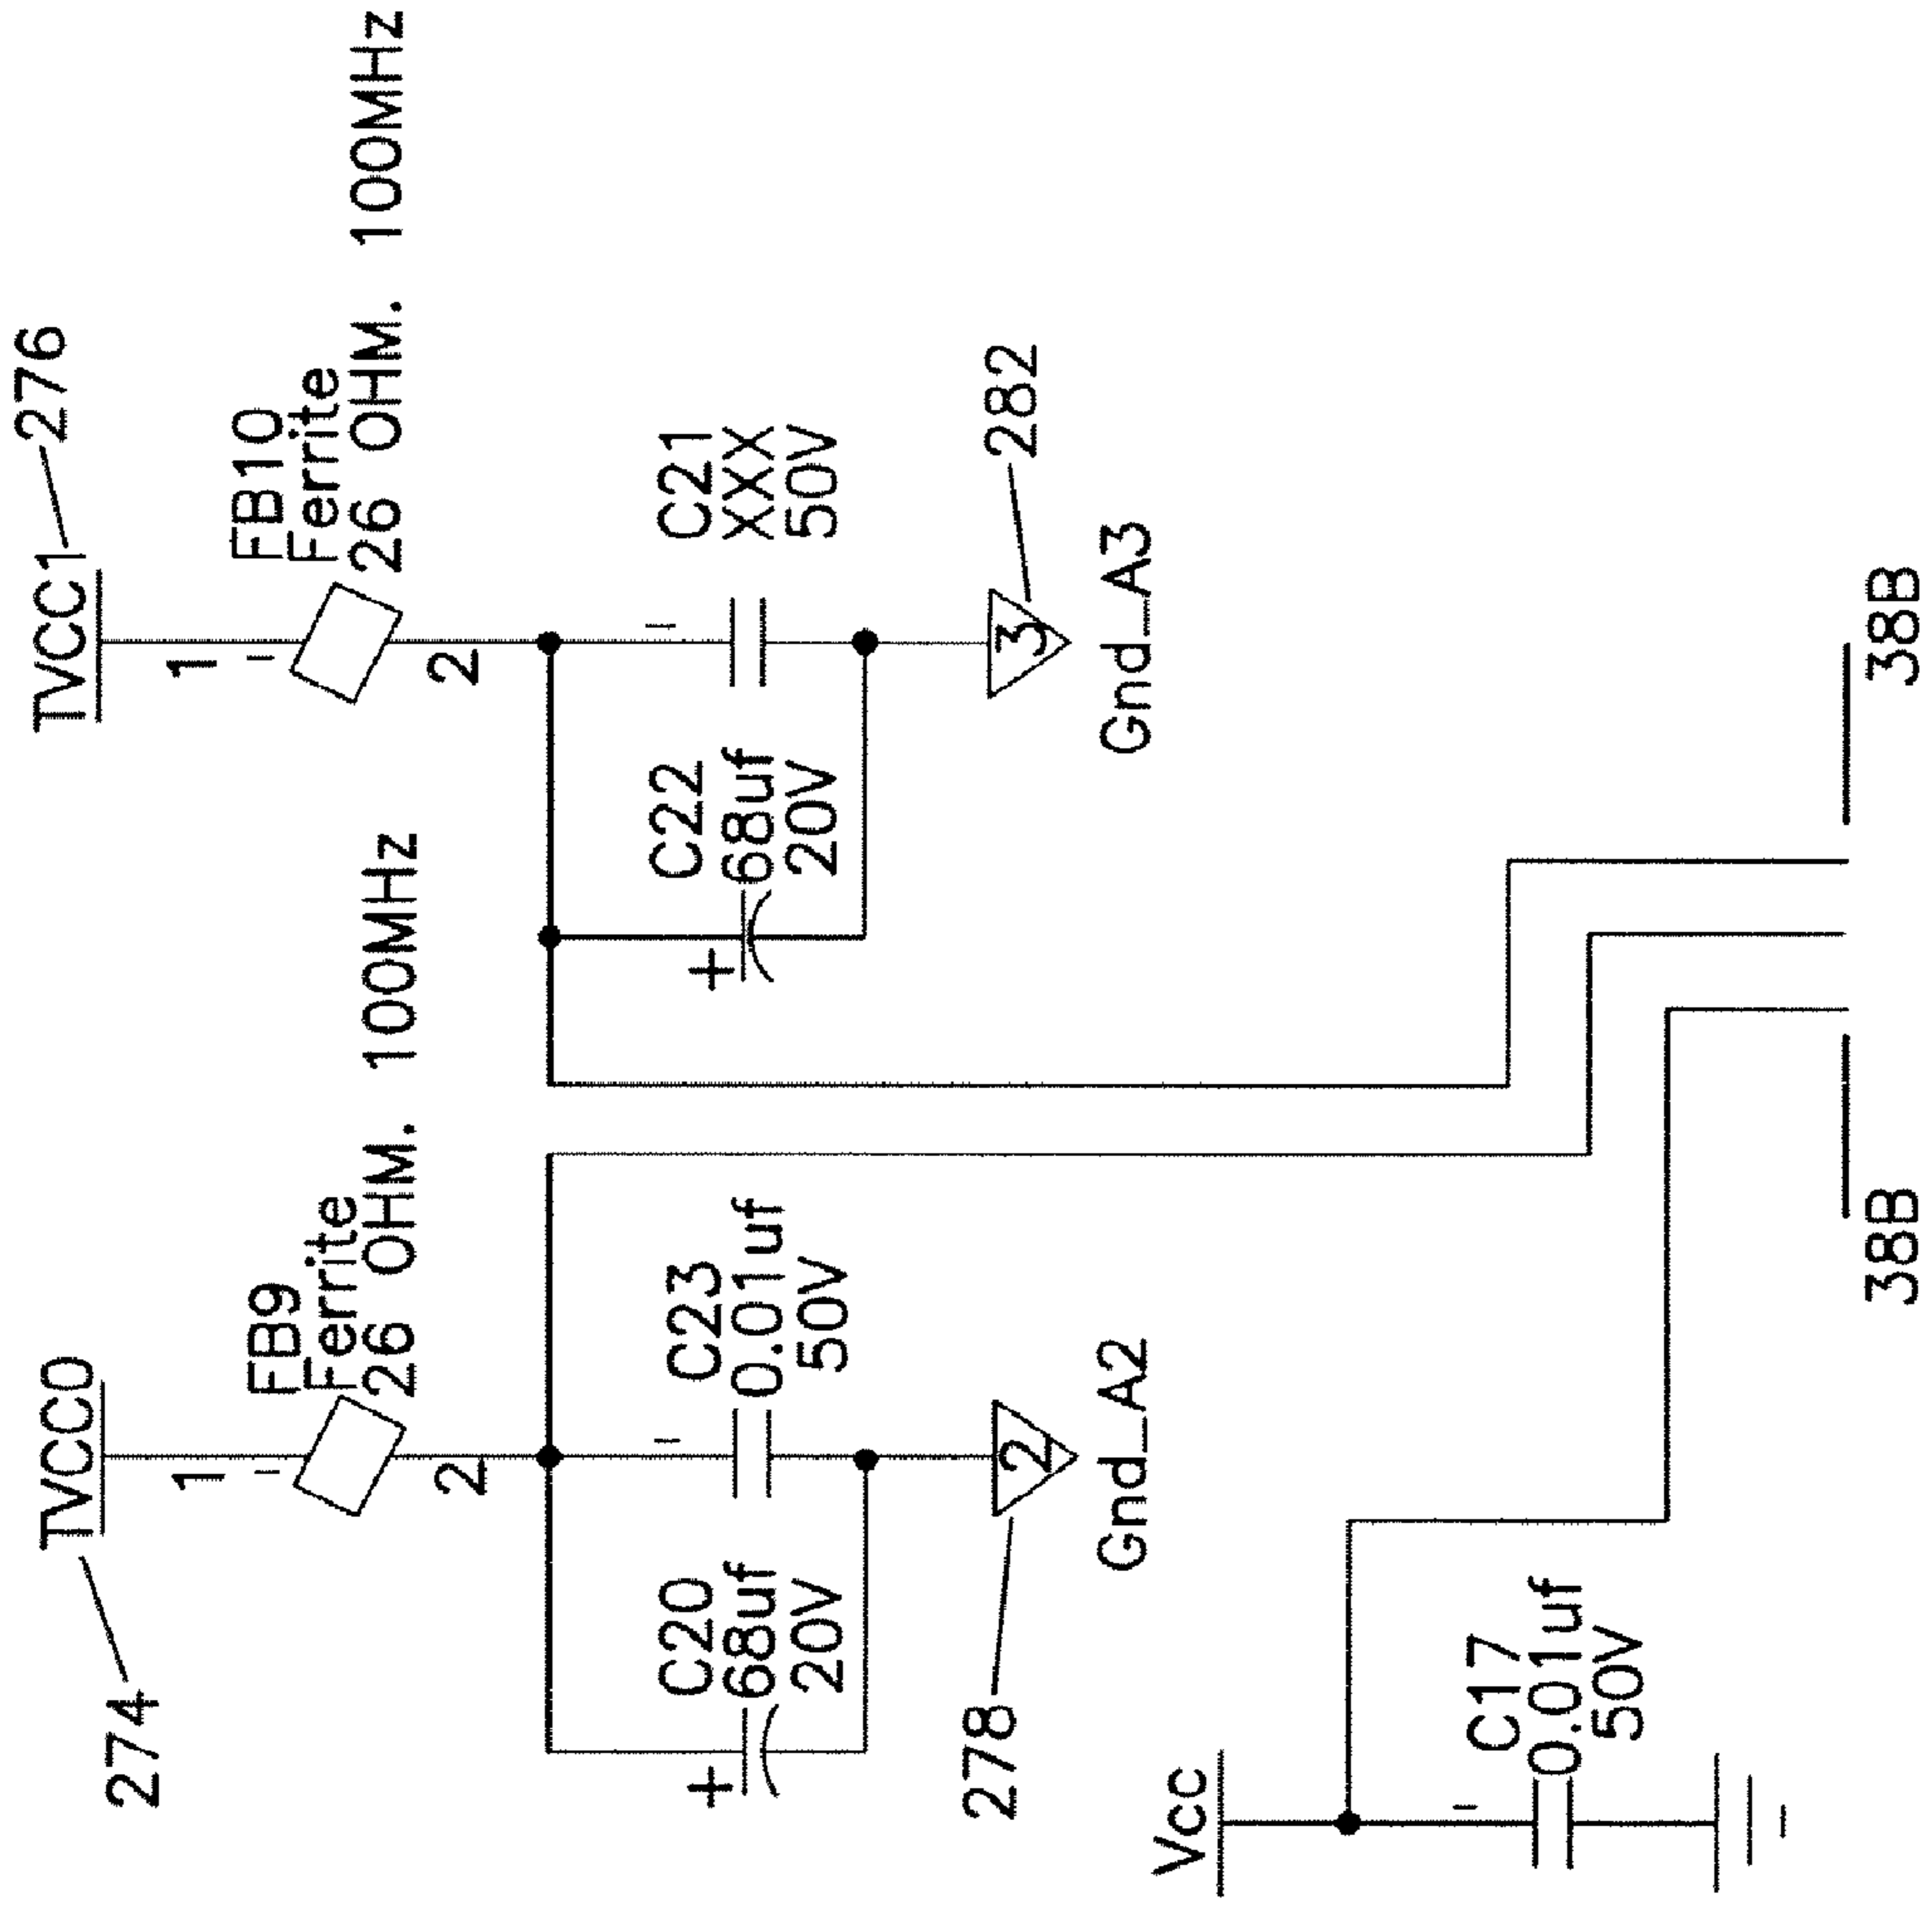 TVCC1
276
1
FB10
Ferrite
26 OHM. 100MHz
2
C21
XXX
50V
C22
68uf
20V
+
3
282
Gnd_A3
TVCC0
274
1
FB9
Ferrite
26 OHM. 100MHz
2
C23
0.01uf
50V
C20
68uf
20V
+
2
278
Gnd_A2
Vcc
C17
0.01uf
50V
38B
38B